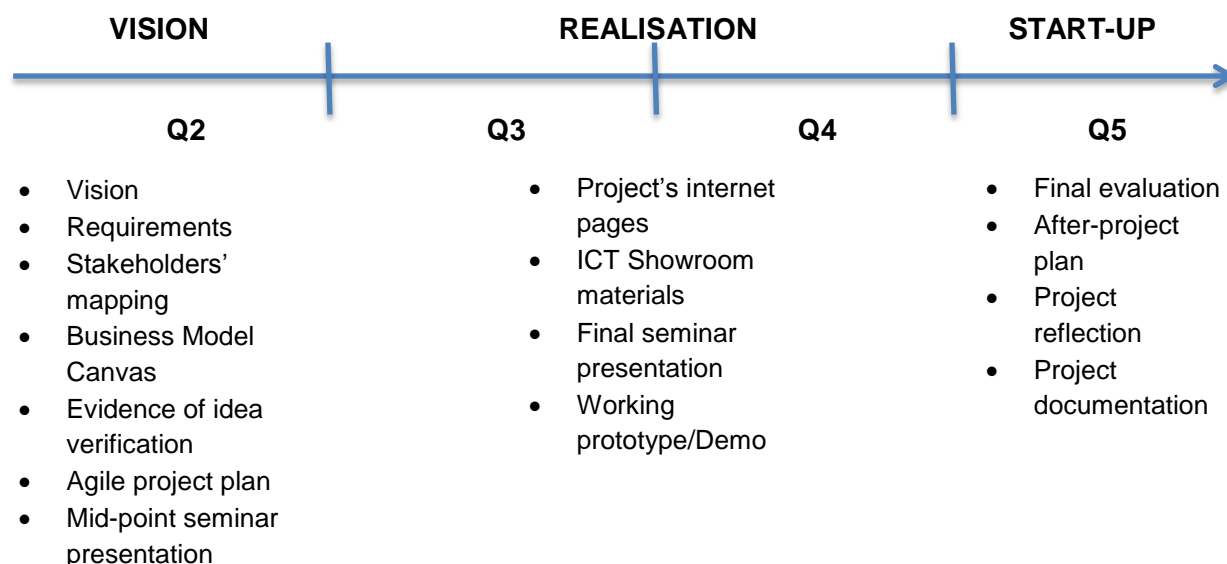 VISION
REALISATION
START-UP
Q2
Q3
Q4
Q5
• Vision
• Requirements
• Stakeholders’
mapping
• Business Model
Canvas
• Evidence of idea
verification
• Agile project plan
• Mid-point seminar
presentation
• Project’s internet
pages
• ICT Showroom
materials
• Final seminar
presentation
• Working
prototype/Demo
• Final evaluation
• After-project
plan
• Project
reflection
• Project
documentation